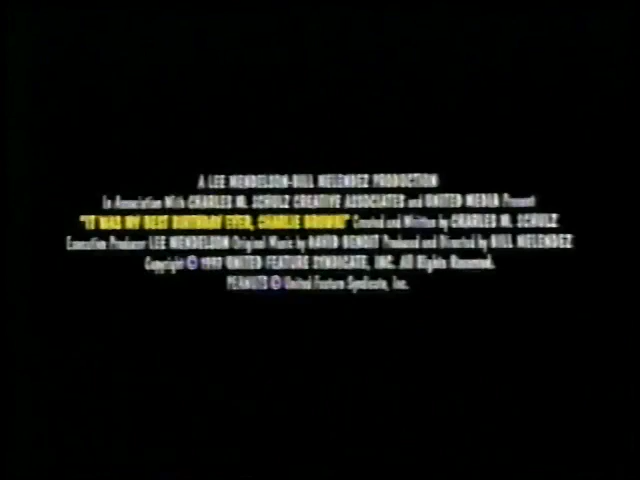 A LEE MENDELSON-BILL MELENDEZ PRODUCTION
In Association With CHARLES M. SCHULZ CREATIVE ASSOCIATES and UNITED MEDIA Present
"IT WAS MY BEST BIRTHDAY EVER, CHARLIE BROWN" Created and Written by CHARLES M. SCHULZ
Executive Producer LEE MENDELSON Original Music by DAVID BENOIT Produced and Directed by BILL MELENDEZ
Copyright © 1997 UNITED FEATURE SYNDICATE, INC. All Rights Reserved.
PEANUTS © United Feature Syndicate, Inc.